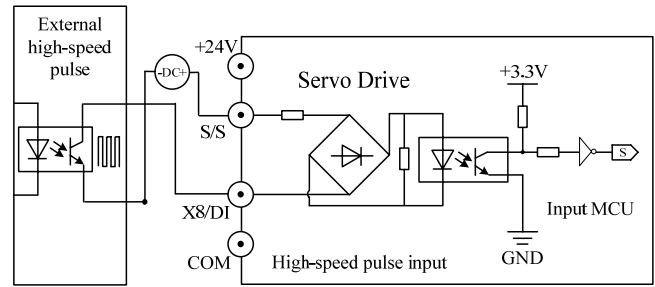 External
high-speed
pulse
-DC+
+24V
S/S
X8/DI
COM
Servo Drive
+3.3V
S
Input MCU
GND
High-speed pulse input